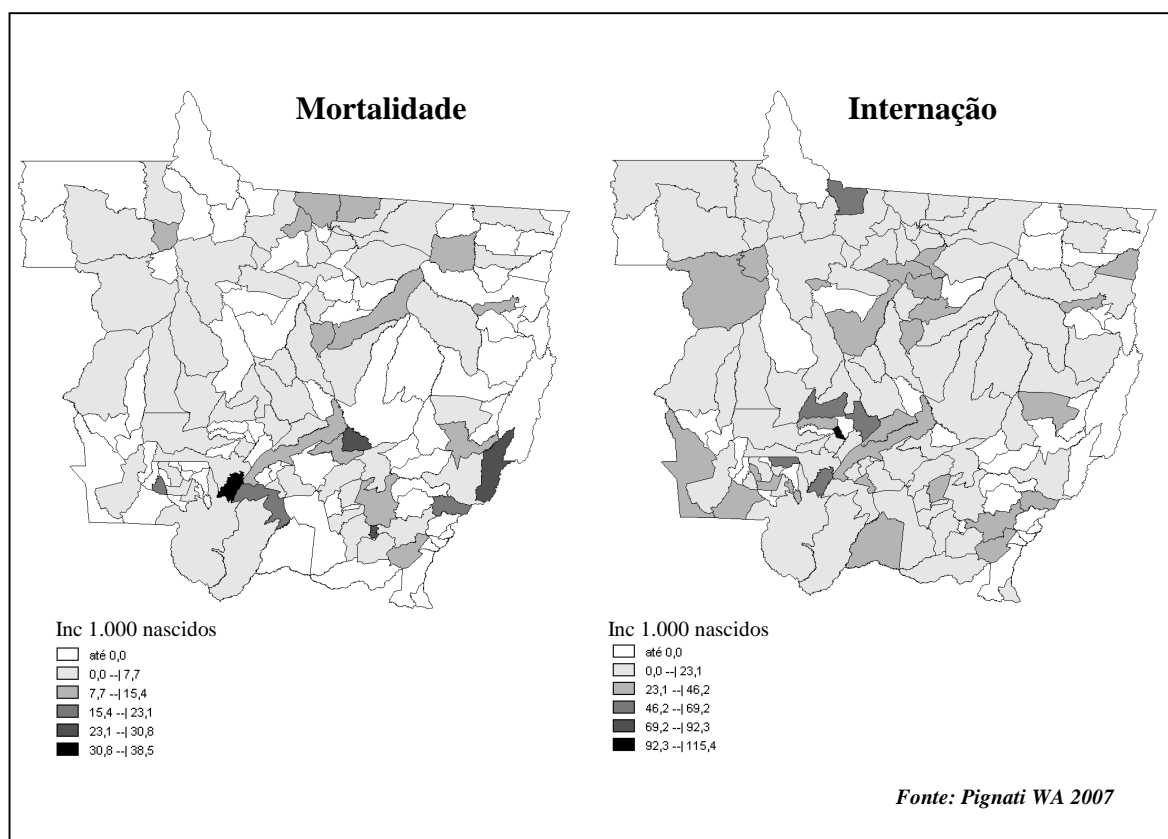 Mortalidade
Internação
Inc 1.000 nascidos
até 0,0
0,0 --| 7,7
7,7 --| 15,4
15,4 --| 23,1
23,1 --| 30,8
30,8 --| 38,5
Inc 1.000 nascidos
até 0,0
0,0 --| 23,1
23,1 --| 46,2
46,2 --| 69,2
69,2 --| 92,3
92,3 --| 115,4
Fonte: Pignati WA 2007